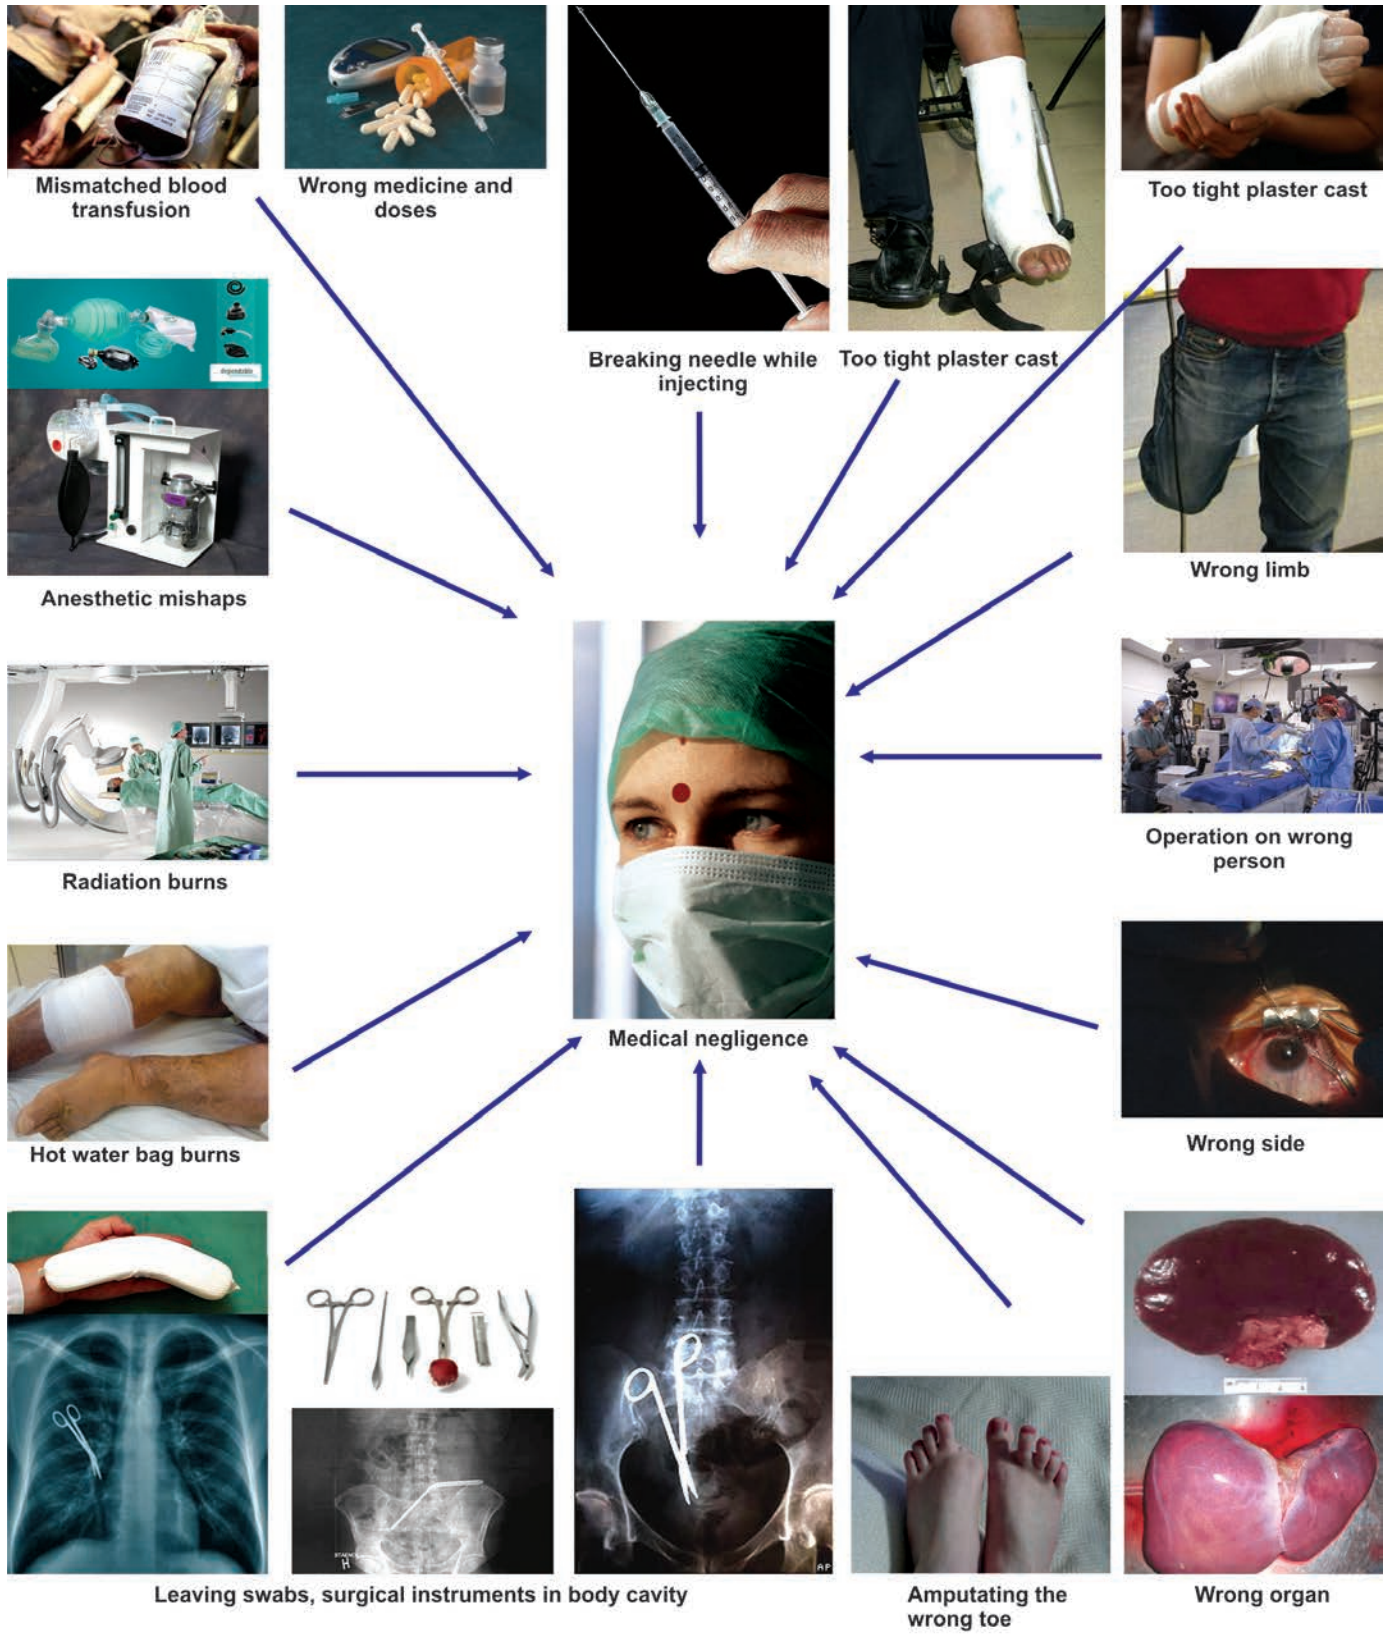 Mismatched blood
transfusion
Wrong medicine and
doses
Breaking needle while
injecting
Too tight plaster cast
Too tight plaster cast
Anesthetic mishaps
Wrong limb
Radiation burns
Operation on wrong
person
Medical negligence
Hot water bag burns
Wrong side
AP
Leaving swabs, surgical instruments in body cavity
Amputating the
wrong toe
Wrong organ